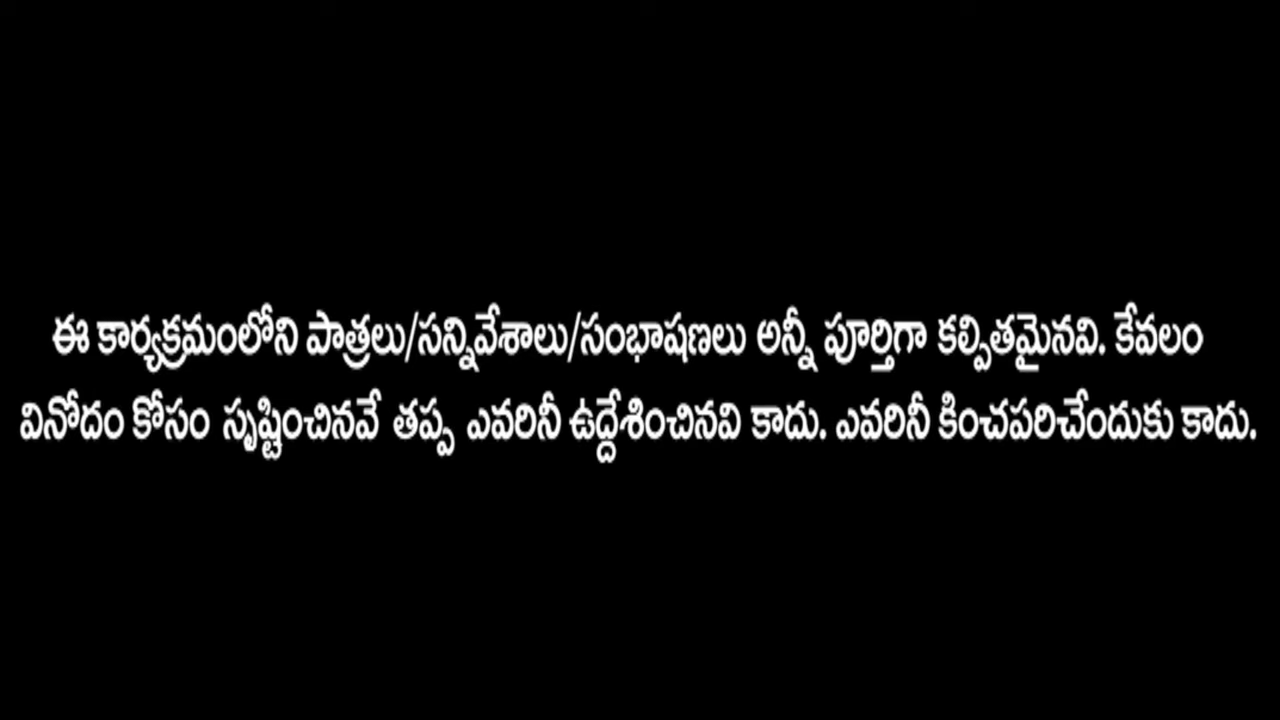 ఈ కార్యక్రమంలోని పాత్రలు/సన్నివేశాలు/సంభాషణలు అన్నీ పూర్తిగా కల్పితమైనవి. కేవలం
వినోదం కోసం సృష్టించినవే తప్ప ఎవరినీ ఉద్దేశించినవి కాదు. ఎవరినీ కించపరిచేందుకు కాదు.